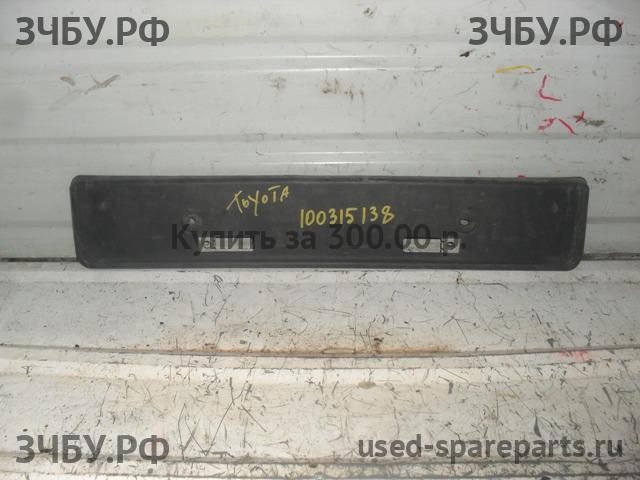 ЗЧБУ.РФ ЗЧБУ.РФ
TOYOTA
100315138
Купить за 300.00 р.
ЗЧБУ.РФ used-spareparts.ru